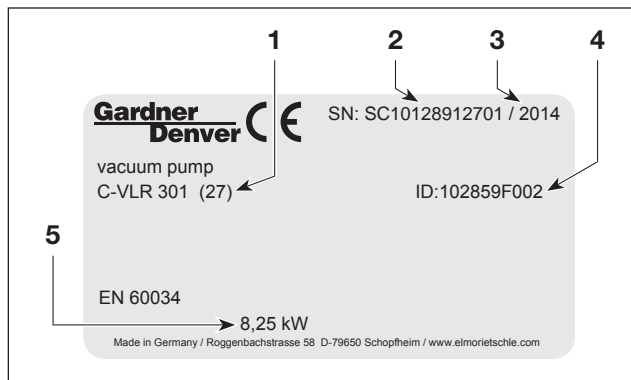 1 2 3 4
Gardner
Denver CE
SN: SC10128912701 / 2014
vacuum pump
C-VLR 301 (27)
ID:102859F002
5
EN 60034
8,25 kW
Made in Germany / Roggenbachstrasse 58 D-79650 Schopfheim / www.elmorietschle.com